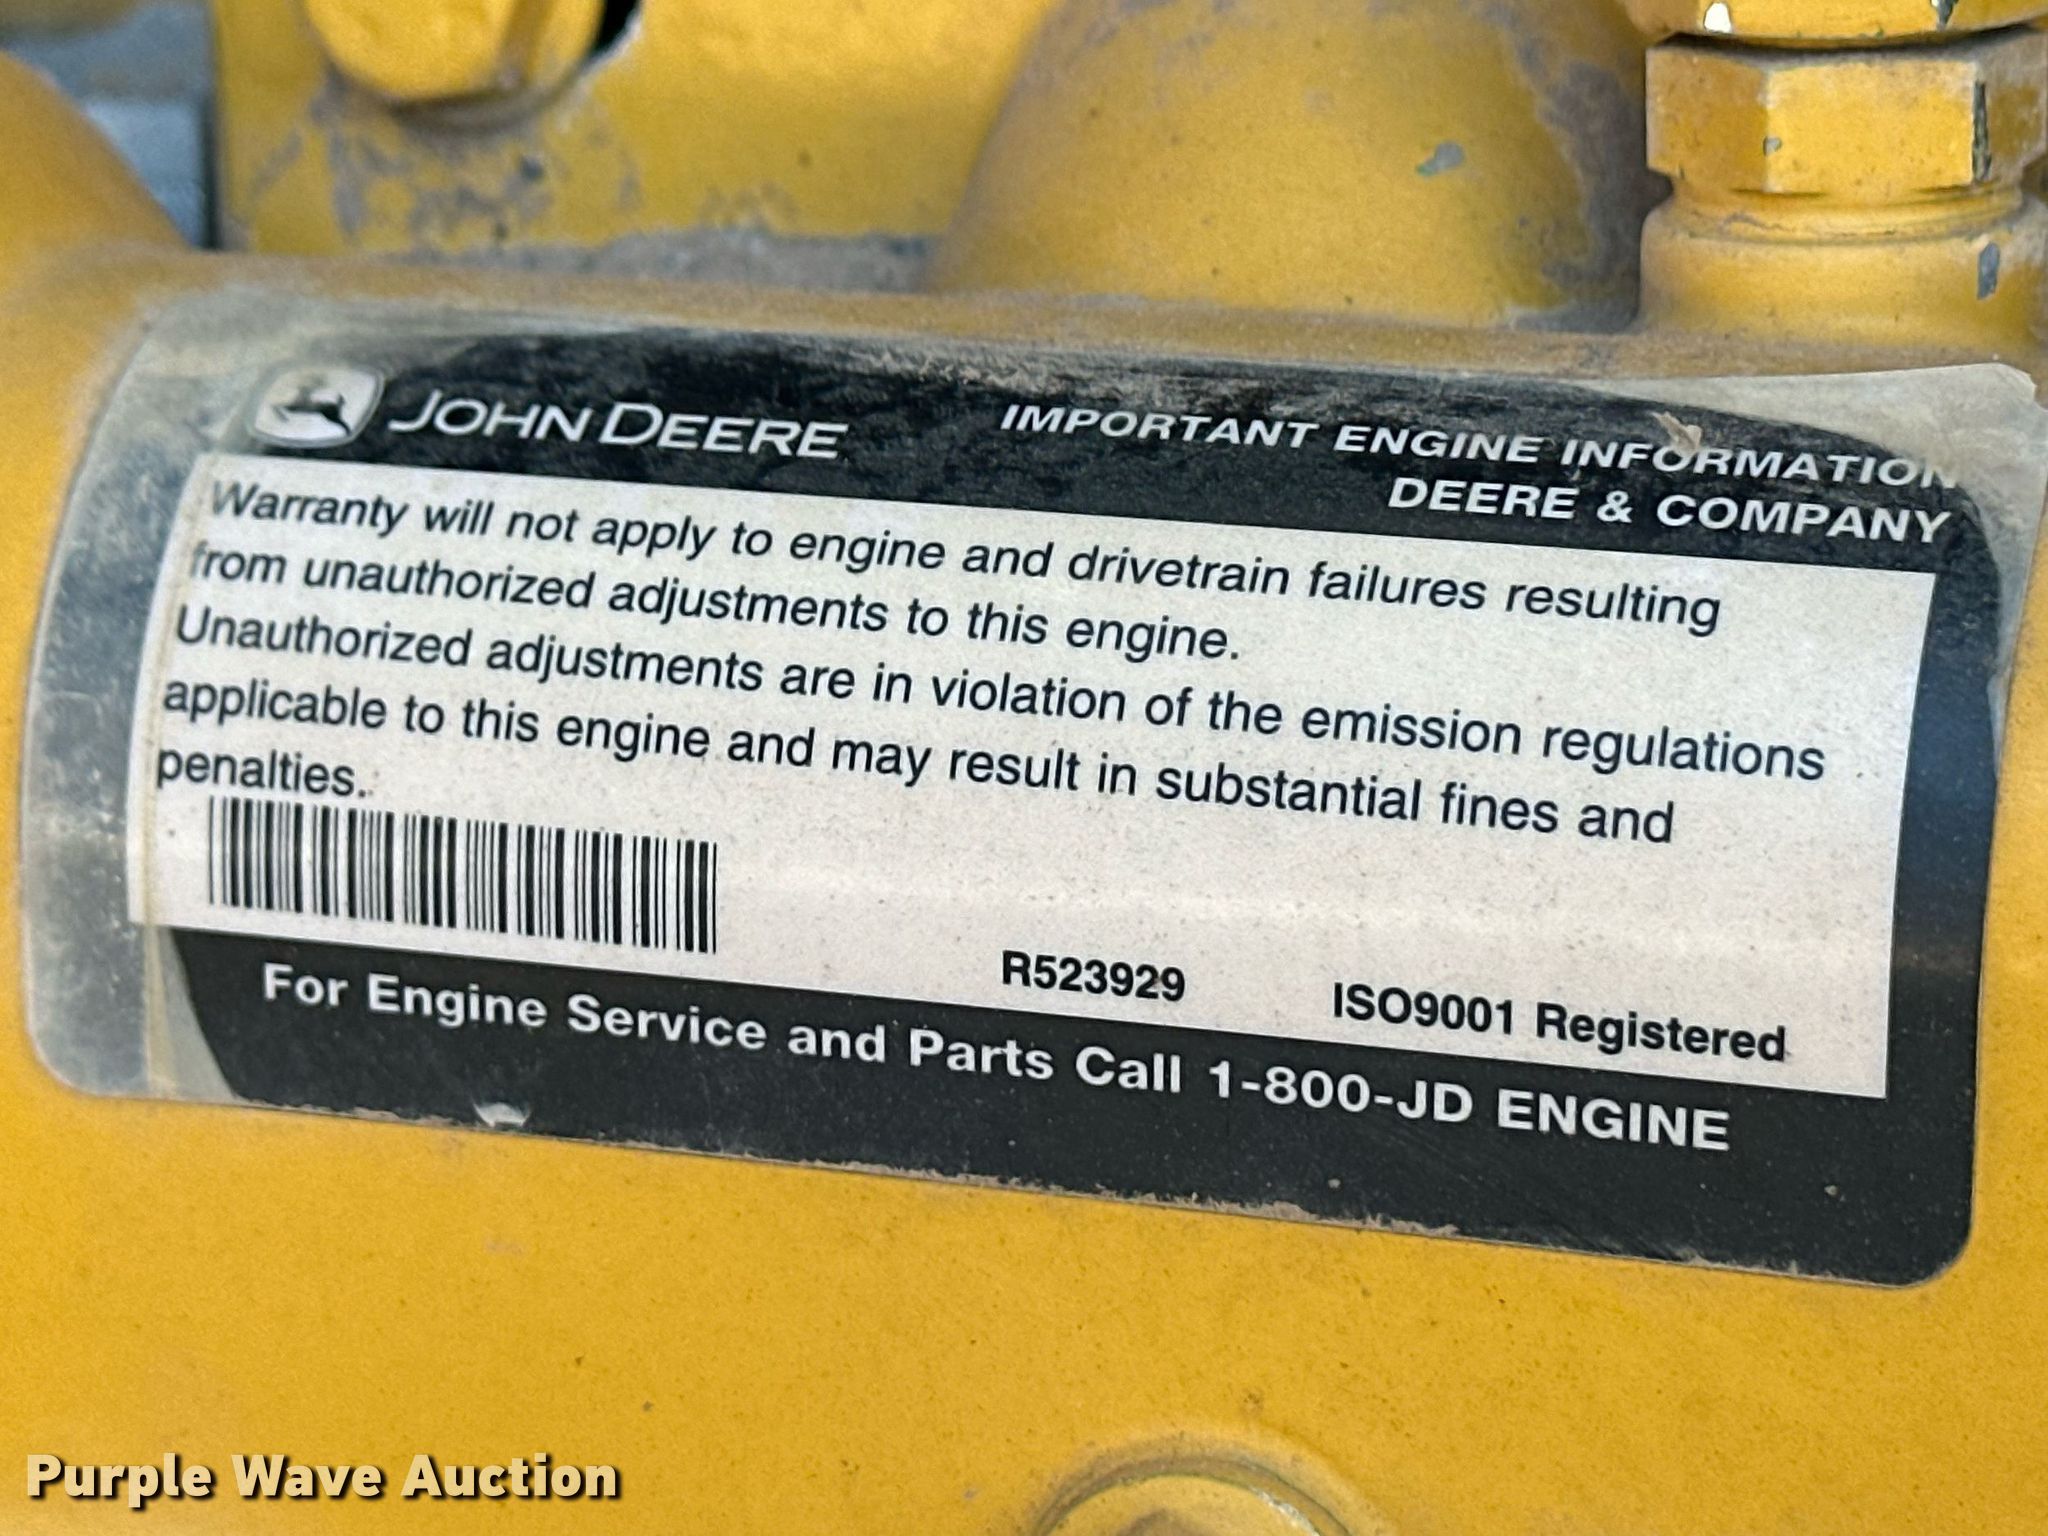 JOHN DEERE
IMPORTANT ENGINE INFORMATION
DEERE & COMPANY
Warranty will not apply to engine and drivetrain failures resulting
from unauthorized adjustments to this engine.
Unauthorized adjustments are in violation of the emission regulations
applicable to this engine and may result in substantial fines and
penalties.
R523929 ISO9001 Registered
For Engine Service and Parts Call 1-800-JD ENGINE
Purple Wave Auction